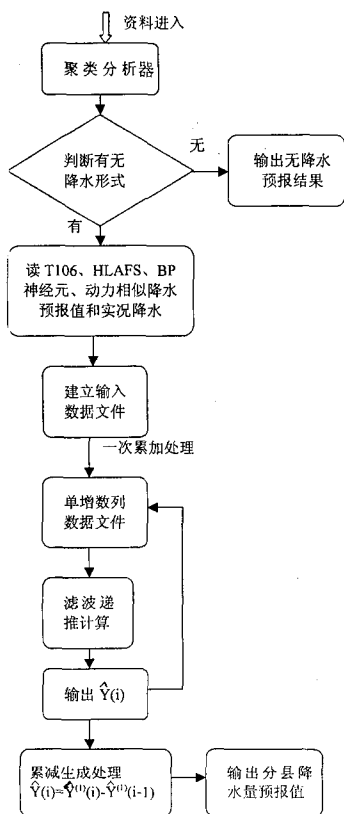 资料进入
聚类分析器
判断有无
降水形式
无
输出无降水
预报结果
有
读 T106、HLAFS、BP
神经元、动力相似降水
预报值和实况降水
建立输入
数据文件
一次累加处理
单增数列
数据文件
滤波递
推计算
输出 Ŷ(i)
累减生成处理
Ŷ(i)=Ŷ⁽¹⁾(i)-Ŷ⁽¹⁾(i-1)
输出分县降
水量预报值